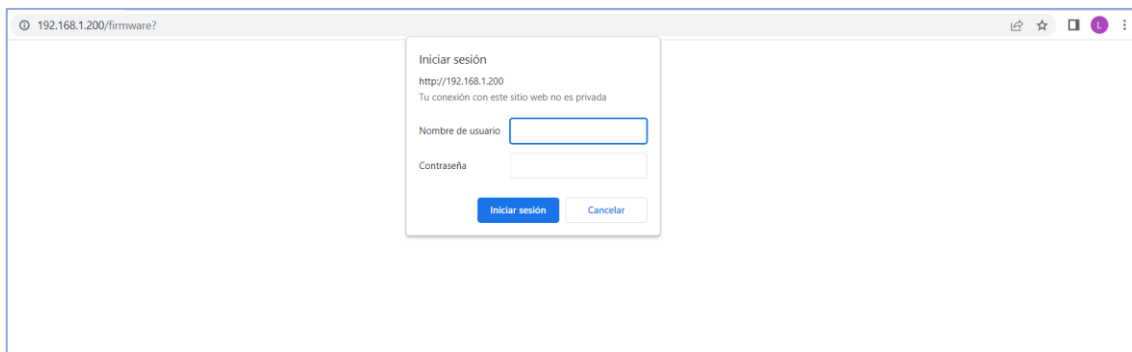 192.168.1.200/firmware?
L
Iniciar sesión
http://192.168.1.200
Tu conexión con este sitio web no es privada
Nombre de usuario
Contraseña
Iniciar sesión Cancelar